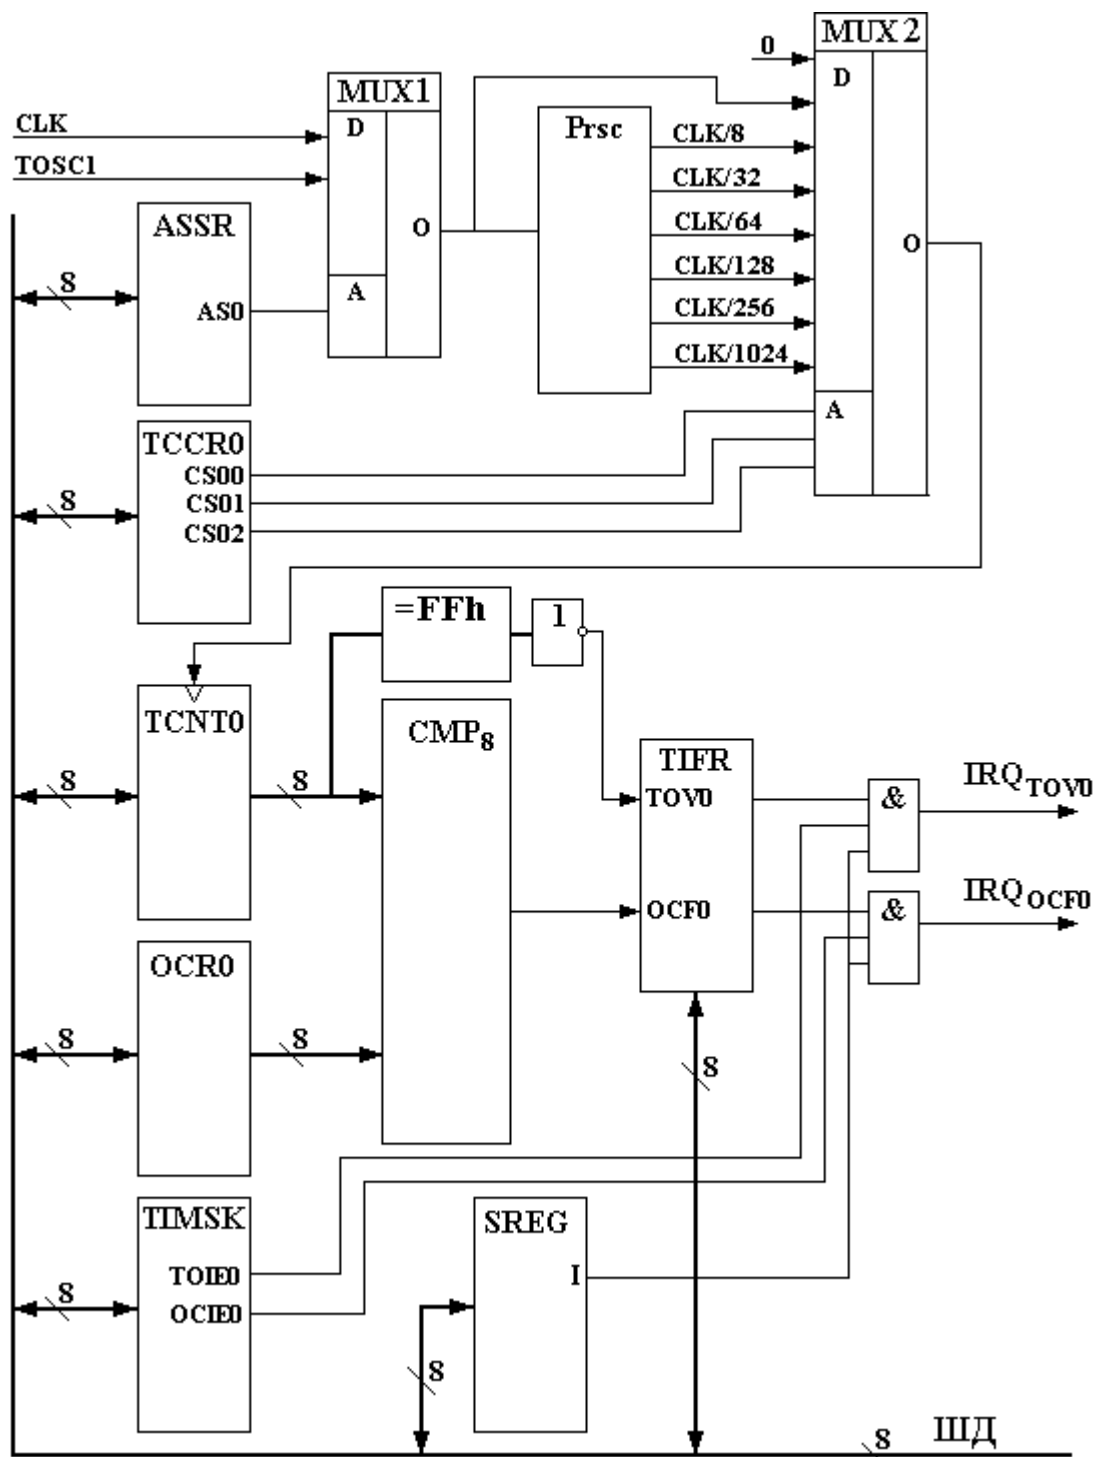 MUX 2
0
D
MUX1
CLK
D
Prsc
CLK/8
TOSC1
CLK/32
ASSR
O
CLK/64
O
CLK/128
8
A
AS0
CLK/256
CLK/1024
A
TCCR0
CS00
8
CS01
CS02
=FFh
1
TCNT0
CMP8
TIFR
8
8
TOV0
&
IRQTOV0
OCF0
&
IRQOCF0
OCR0
8
8
8
TIMSK
SREG
TOIE0
I
8
OCIE0
8
8
ШД